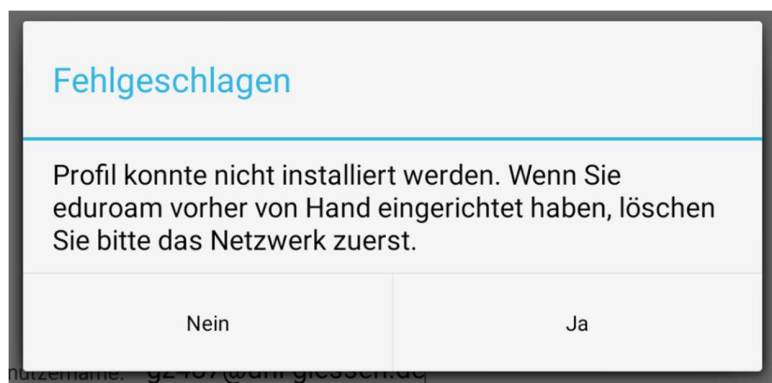 Fehlgeschlagen
Profil konnte nicht installiert werden. Wenn Sie
eduroam vorher von Hand eingerichtet haben, löschen
Sie bitte das Netzwerk zuerst.
Nein
Ja